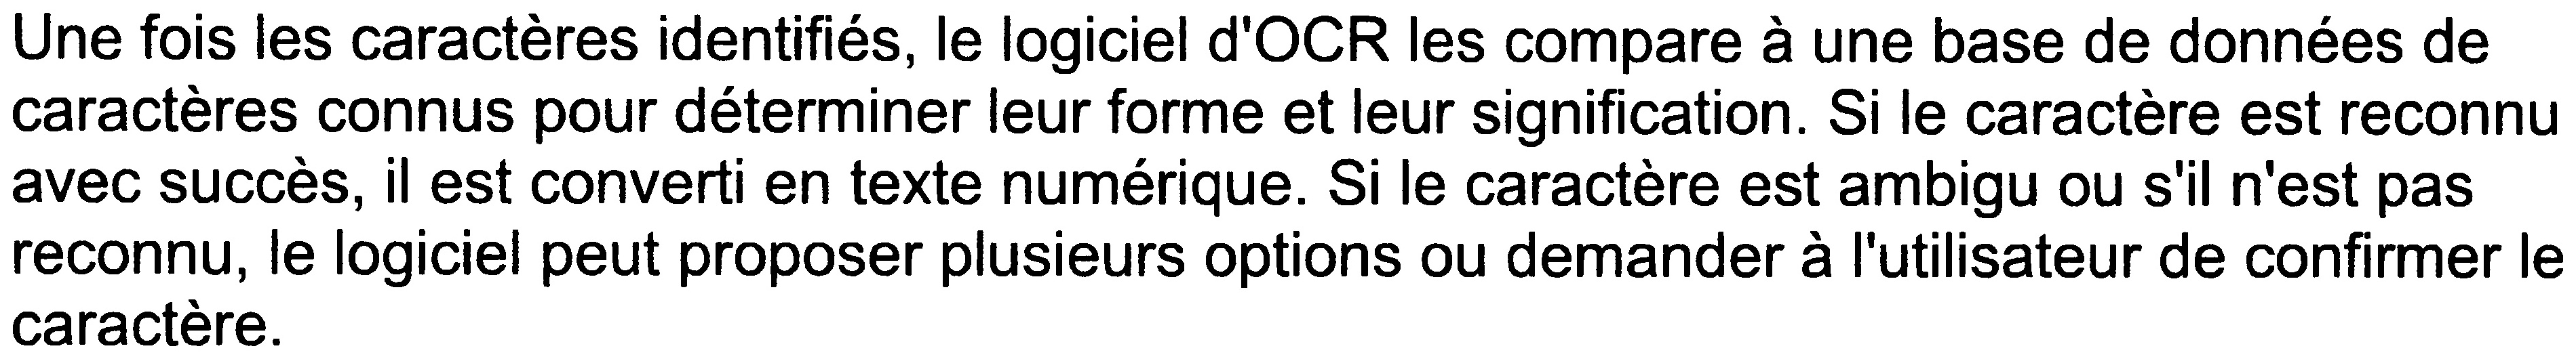 Une fois les caractères identifiés, le logiciel d'OCR les compare à une base de données de
caractères connus pour déterminer leur forme et leur signification. Si le caractère est reconnu
avec succès, il est converti en texte numérique. Si le caractère est ambigu ou s'il n'est pas
reconnu, le logiciel peut proposer plusieurs options ou demander à l'utilisateur de confirmer le
caractère.